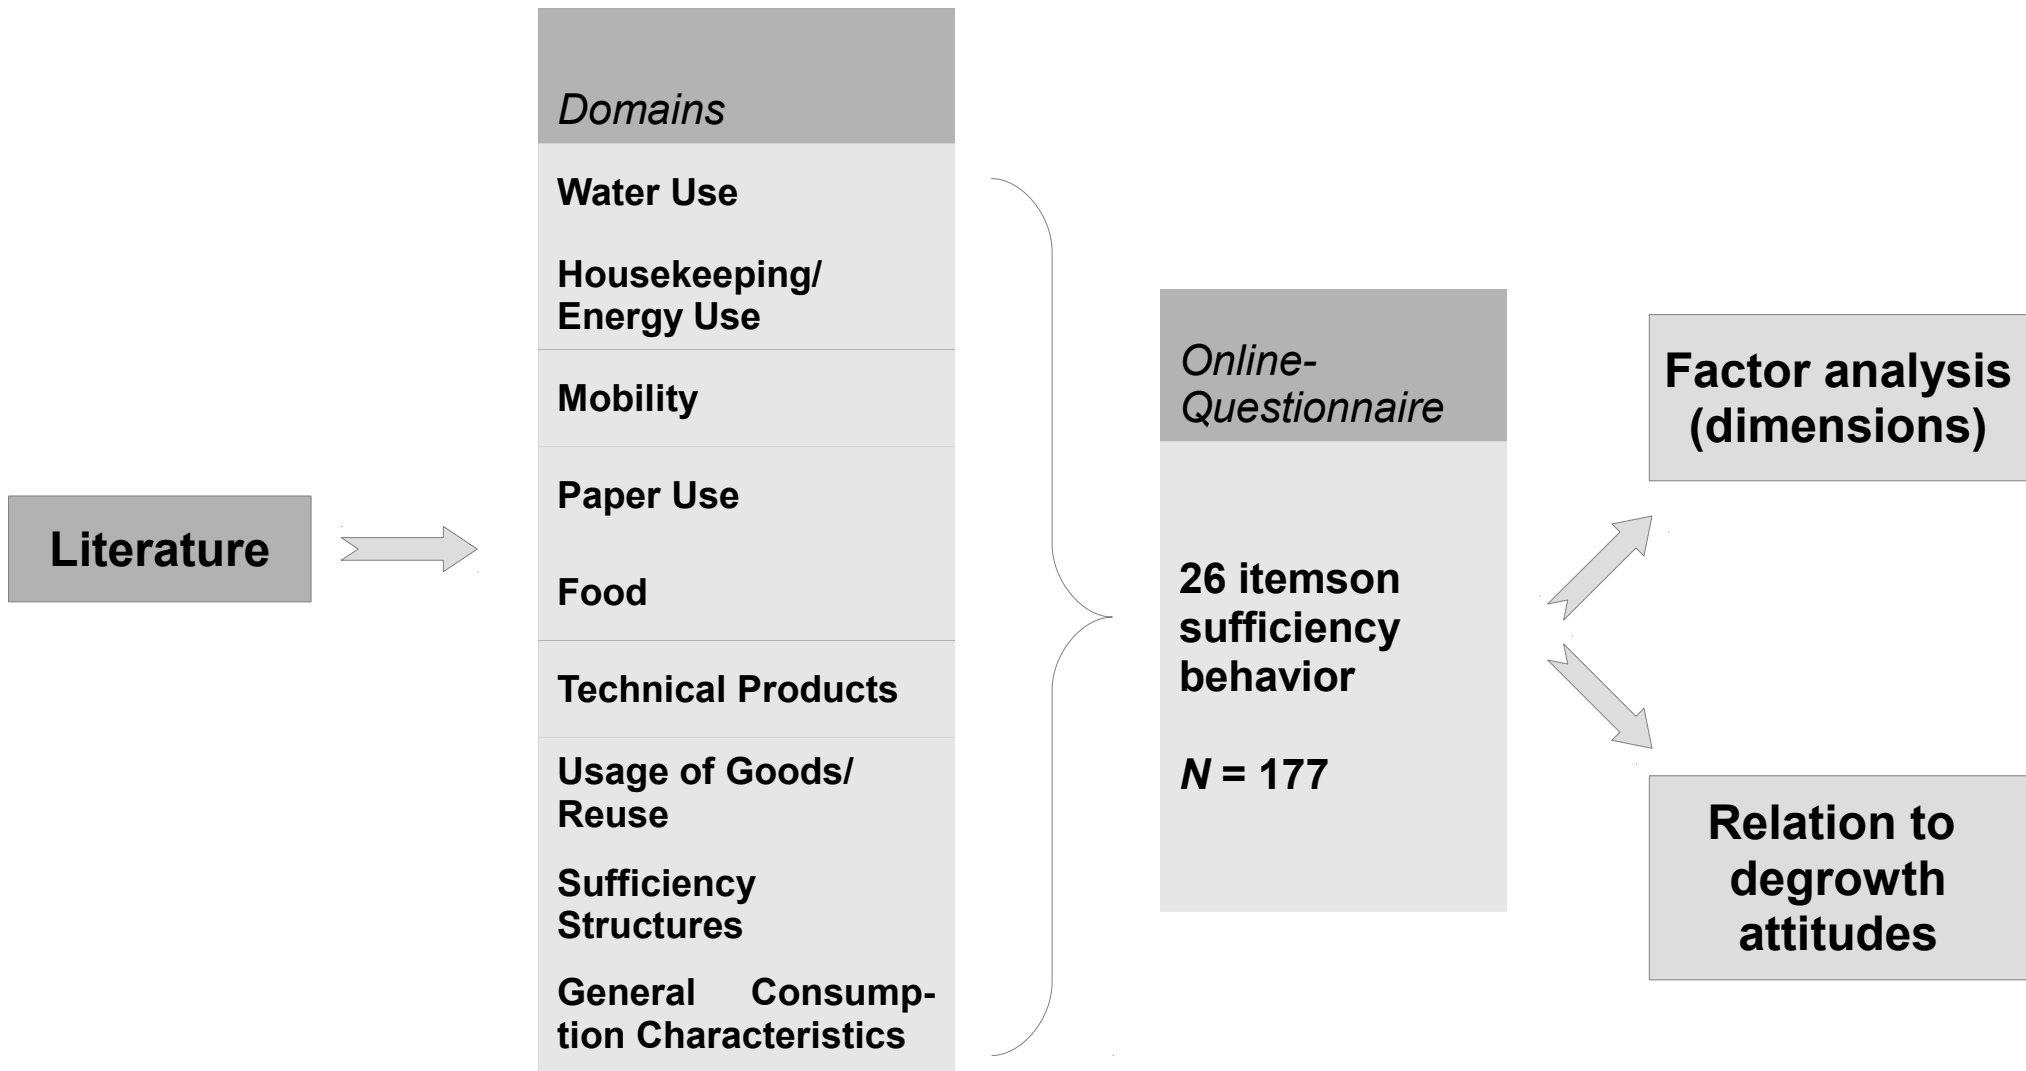 Literature
Domains
Water Use
Housekeeping/
Energy Use
Mobility
Paper Use
Food
Technical Products
Usage of Goods/
Reuse
Sufficiency
Structures
General Consump-
tion Characteristics
Online-
Questionnaire
26 itemson
sufficiency
behavior
N = 177
Factor analysis
(dimensions)
Relation to
degrowth
attitudes